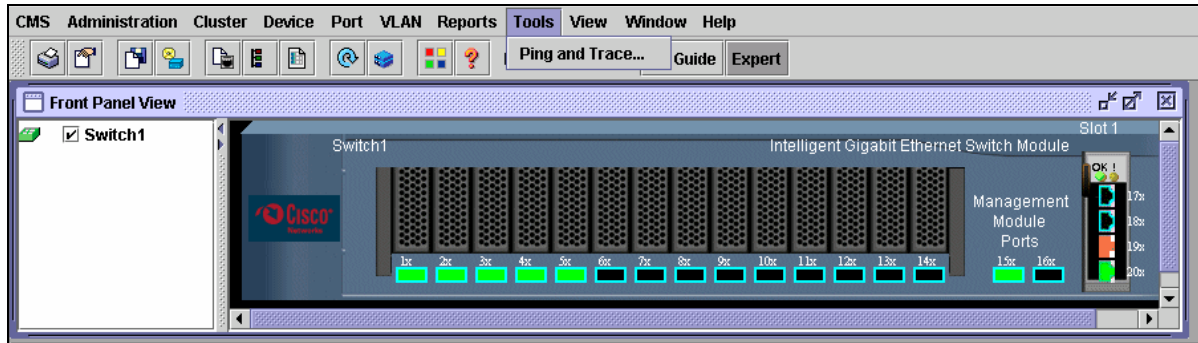 CMS Administration Cluster Device Port VLAN Reports Tools View Window Help
Ping and Trace...
Guide Expert
Front Panel View
Switch1
Slot 1
Switch1 Intelligent Gigabit Ethernet Switch Module
OK !
Cisco
Networks
Management
Module
Ports
1x 2x 3x 4x 5x 6x 7x 8x 9x 10x 11x 12x 13x 14x
15x 16x
17x
18x
19x
20x